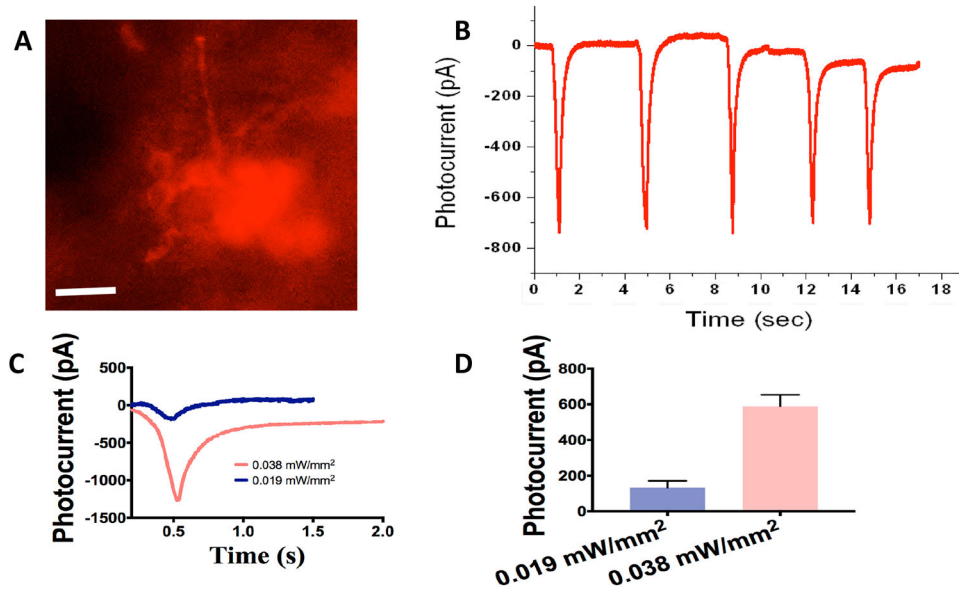 A
B
Photocurrent (pA)
0
-200
-400
-600
-800
0
2
4
6
8
10
12
14
16
18
Time (sec)
C
Photocurrent (pA)
500
0
-500
-1000
-1500
0.038 mW/mm²
0.019 mW/mm²
0.5
1.0
1.5
2.0
Time (s)
D
Photocurrent (pA)
800
600
400
200
0
0.019 mW/mm²
0.038 mW/mm²